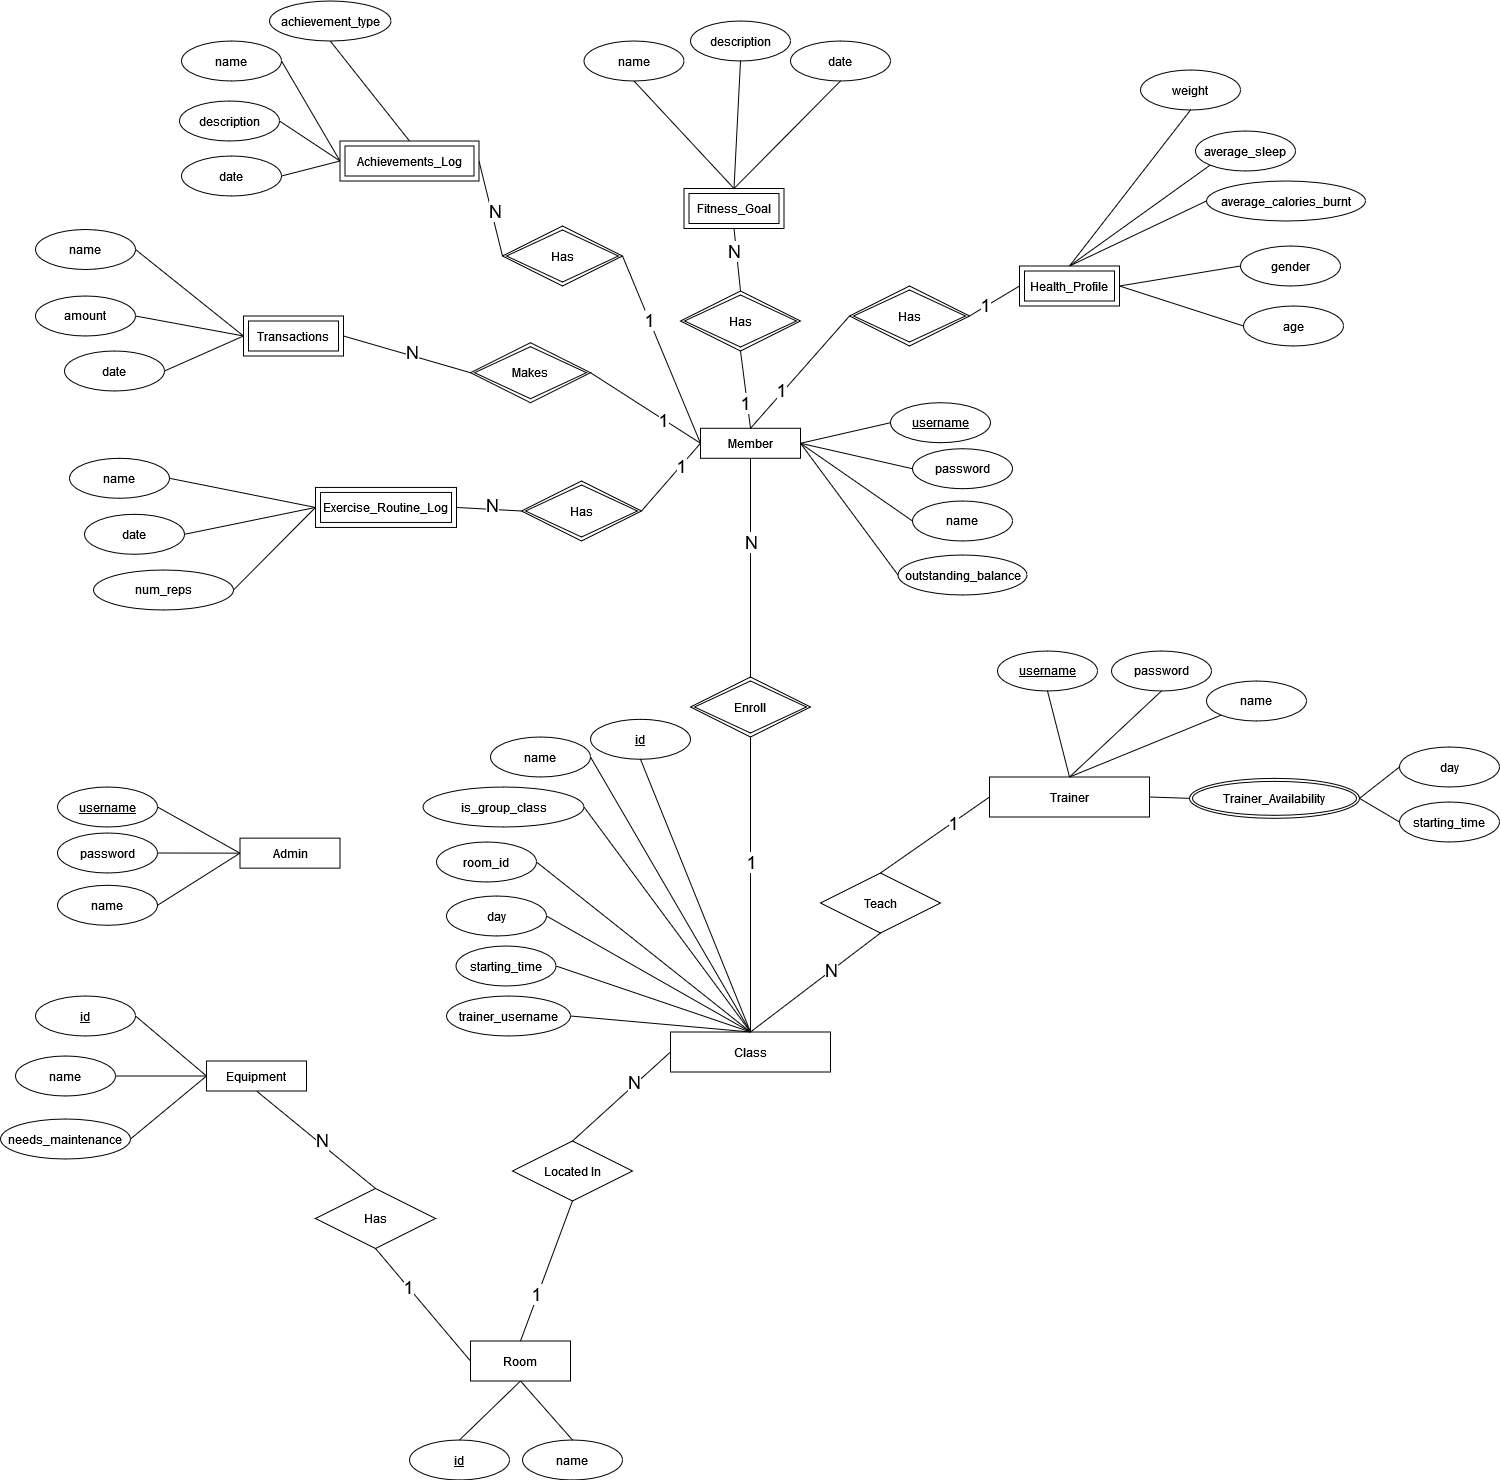 achievement_type
name
description
date
Achievements_Log
N
Has
1
name
description
date
Fitness_Goal
N
Has
1
weight
average_sleep
average_calories_burnt
gender
age
Health_Profile
1
Has
1
name
amount
date
Transactions
N
Makes
1
Member
username
password
name
outstanding_balance
name
date
num_reps
Exercise_Routine_Log
N
Has
1
N
Enroll
1
username
password
name
Trainer
Trainer_Availability
day
starting_time
1
Teach
N
id
name
is_group_class
room_id
day
starting_time
trainer_username
Class
username
password
name
Admin
id
name
needs_maintenance
Equipment
N
Has
1
N
Located In
1
Room
id
name